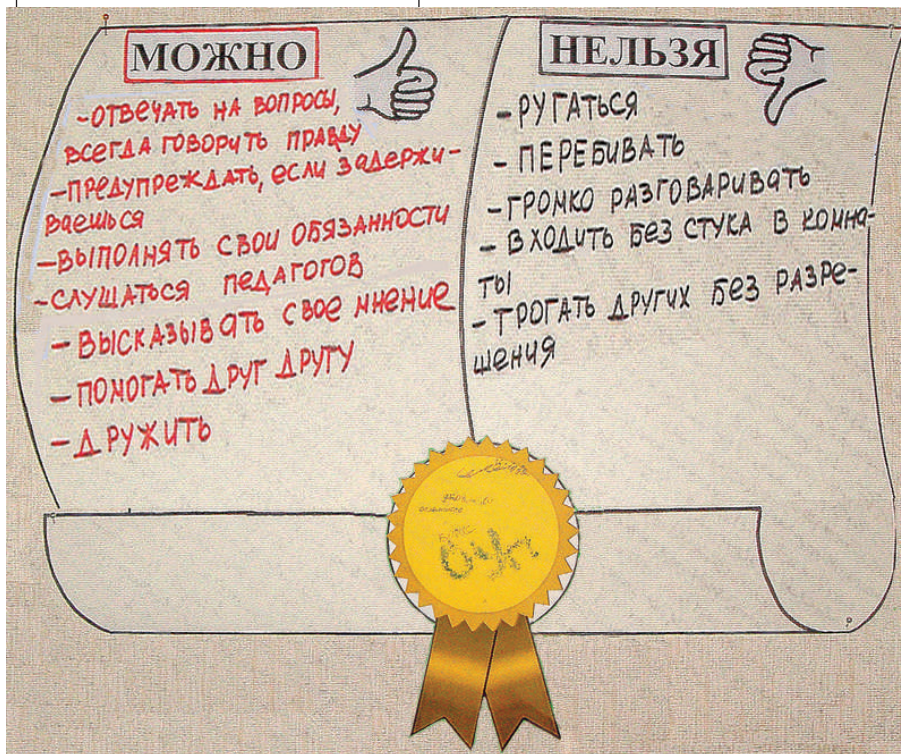 МОЖНО
-ОТВЕЧАТЬ НА ВОПРОСЫ,
ВСЕГДА ГОВОРИТЬ ПРАВДУ
-ПРЕДУПРЕЖДАТЬ, ЕСЛИ ЗАДЕРЖИ-
ВАЕШЬСЯ
-ВЫПОЛНЯТЬ СВОИ ОБЯЗАННОСТИ
-СЛУШАТЬСЯ ПЕДАГОГОВ
- ВЫСКАЗЫВАТЬ СВОЕ МНЕНИЕ
- ПОМОГАТЬ ДРУГ ДРУГУ
- ДРУЖИТЬ
НЕЛЬЗЯ
- РУГАТЬСЯ
- ПЕРЕБИВАТЬ
- ГРОМКО РАЗГОВАРИВАТЬ
- ВХОДИТЬ БЕЗ СТУКА В КОМНА-
ТЫ
- ТРОГАТЬ ДРУГИХ БЕЗ РАЗРЕ-
ШЕНИЯ